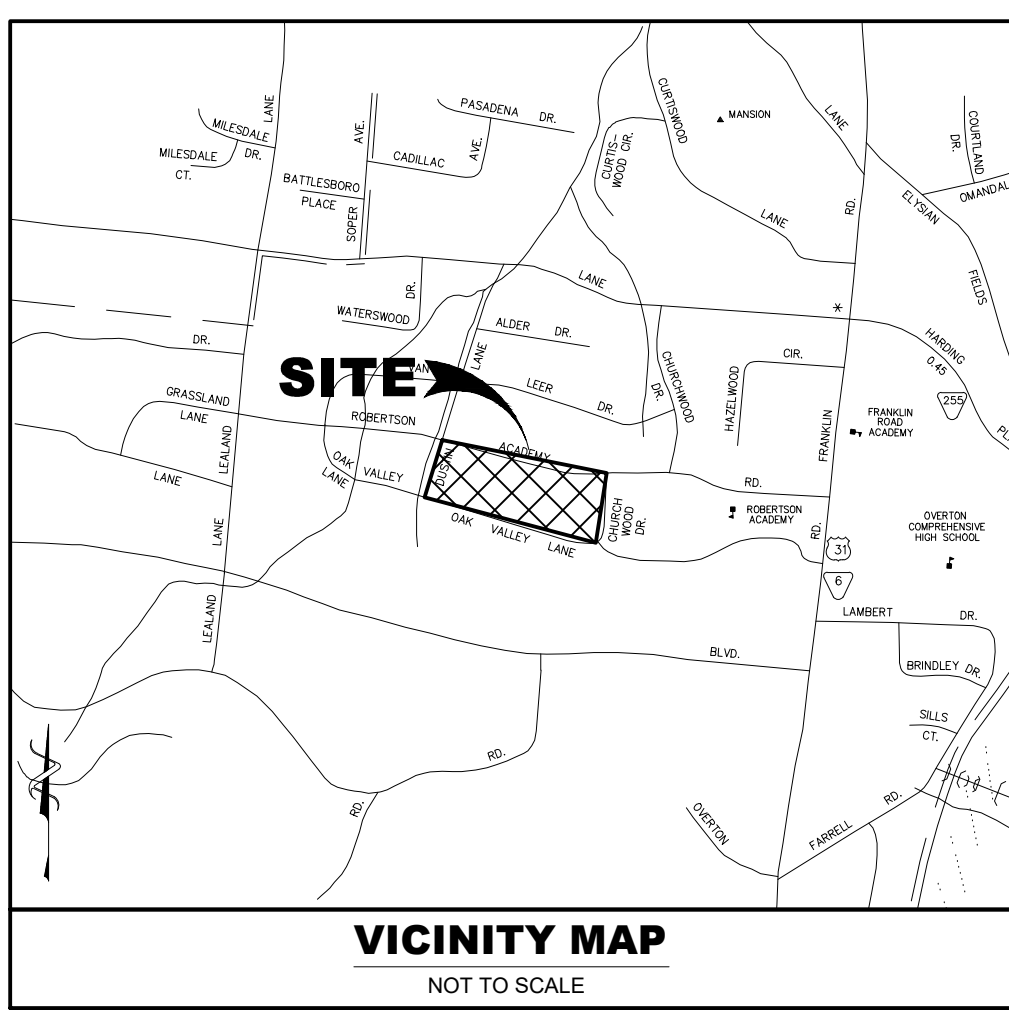 LANE
MILESDALE
DR.
MILESDALE
CT.
AVE.
BATTLESBORO
PLACE
SOPER
PASADENA DR.
AVE.
CADILLAC
CURTISWOOD
MANSION
CURTIS-
WOOD CIR.
LANE
LANE
RD.
COURTLAND
DR.
OMANDAL
ELYSIAN
FIELDS
LANE
DR.
WATERSWOOD
DR.
ALDER DR.
LANE
VAN
LEER
DR.
DR.
CHURCHWOOD
HAZELWOOD
CIR.
*
HARDING
0.45
255
PL
SITE
GRASSLAND
LANE
ROBERTSON
ACADEMY
RD.
LEALAND
OAK
LANE
VALLEY
DUSTIN
LANE
LANE
OAK VALLEY LANE
CHURCH
WOOD
DR.
FRANKLIN
FRANKLIN
ROAD
ACADEMY
ROBERTSON
ACADEMY
RD.
31
6
OVERTON
COMPREHENSIVE
HIGH SCHOOL
LEALAND
BLVD.
LAMBERT DR.
BRINDLEY DR.
SILLS
CT.
RD.
RD.
OVERTON
FARRELL
RD.
N
VICINITY MAP
NOT TO SCALE